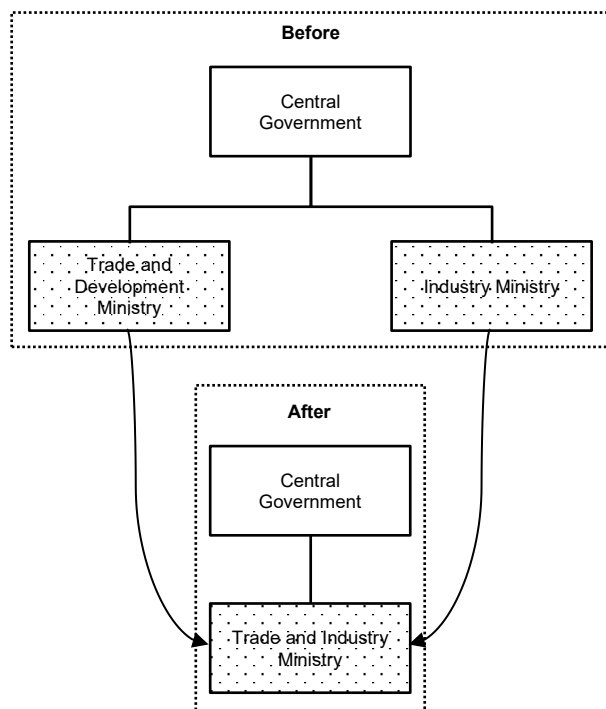 Before
Central
Government
Trade and
Development
Ministry
Industry Ministry
After
Central
Government
Trade and Industry
Ministry